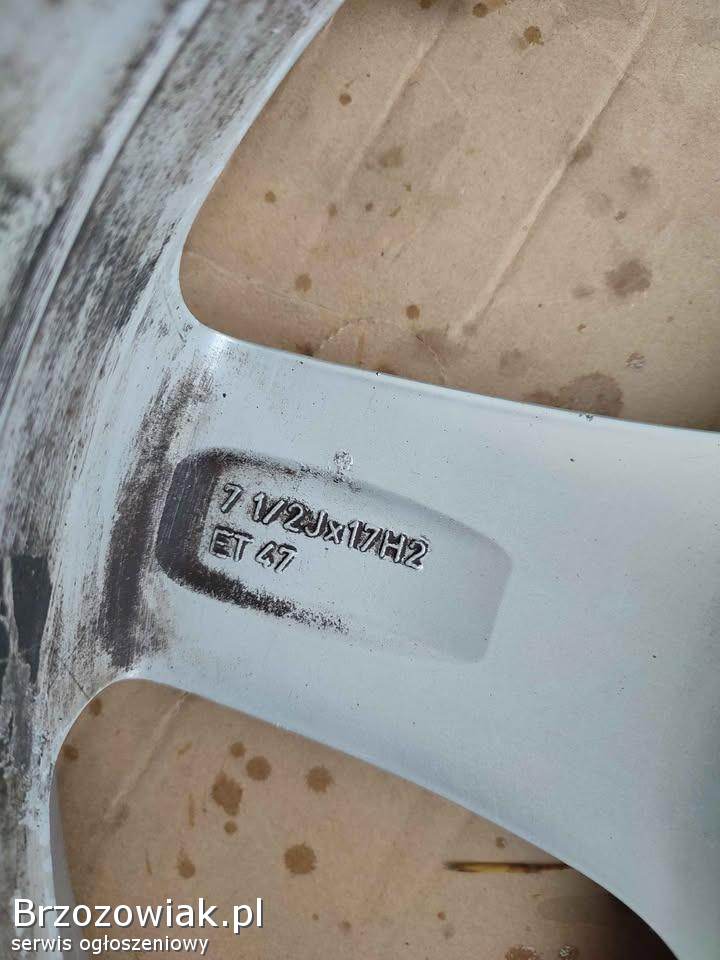 7 1/2Jx17H2
ET 47
Brzozowiak.pl
serwis ogłoszeniowy